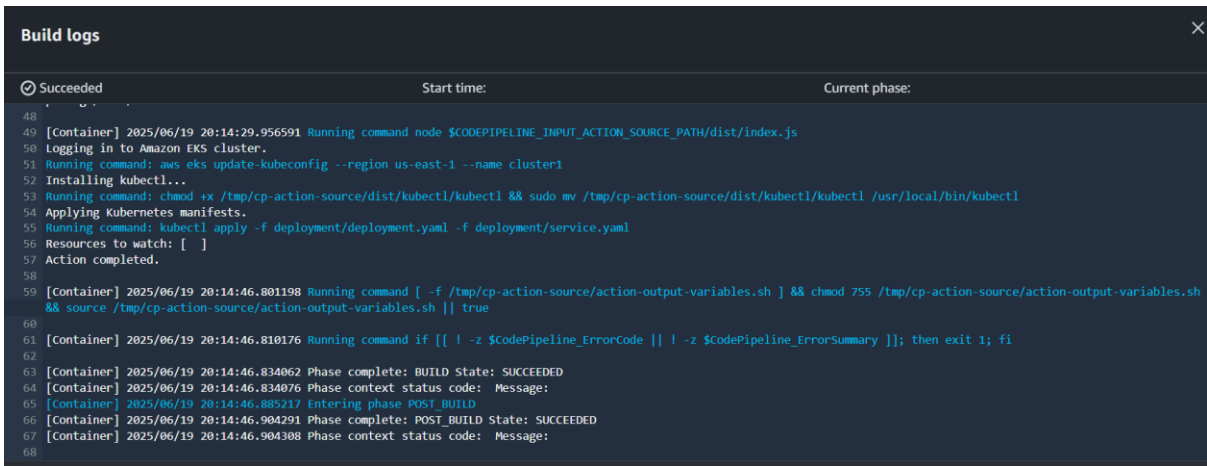 Build logs
Succeeded
Start time:
Current phase:
48
49 [Container] 2025/06/19 20:14:29.956591 Running command node $CODEPIPELINE_INPUT_ACTION_SOURCE_PATH/dist/index.js
50 Logging in to Amazon EKS cluster.
51 Running command: aws eks update-kubeconfig --region us-east-1 --name cluster1
52 Installing kubectl...
53 Running command: chmod +x /tmp/cp-action-source/dist/kubectl/kubectl && sudo mv /tmp/cp-action-source/dist/kubectl/kubectl /usr/local/bin/kubectl
54 Applying Kubernetes manifests.
55 Running command: kubectl apply -f deployment/deployment.yaml -f deployment/service.yaml
56 Resources to watch: [  ]
57 Action completed.
58
59 [Container] 2025/06/19 20:14:46.801198 Running command [ -f /tmp/cp-action-source/action-output-variables.sh ] && chmod 755 /tmp/cp-action-source/action-output-variables.sh
&& source /tmp/cp-action-source/action-output-variables.sh || true
60
61 [Container] 2025/06/19 20:14:46.810176 Running command if [[ ! -z $CodePipeline_ErrorCode || ! -z $CodePipeline_ErrorSummary ]]; then exit 1; fi
62
63 [Container] 2025/06/19 20:14:46.834062 Phase complete: BUILD State: SUCCEEDED
64 [Container] 2025/06/19 20:14:46.834076 Phase context status code:  Message:
65 [Container] 2025/06/19 20:14:46.885217 Entering phase POST_BUILD
66 [Container] 2025/06/19 20:14:46.904291 Phase complete: POST_BUILD State: SUCCEEDED
67 [Container] 2025/06/19 20:14:46.904308 Phase context status code:  Message:
68